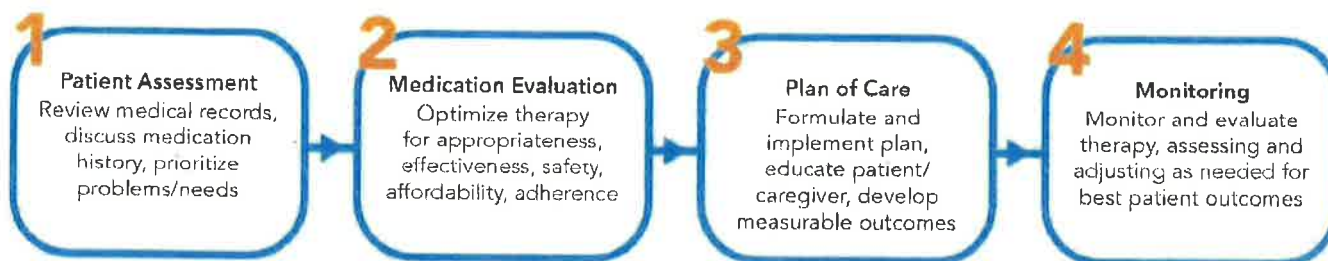 1
Patient Assessment
Review medical records,
discuss medication
history, prioritize
problems/needs
2
Medication Evaluation
Optimize therapy
for appropriateness,
effectiveness, safety,
affordability, adherence
3
Plan of Care
Formulate and
implement plan,
educate patient/
caregiver, develop
measurable outcomes
4
Monitoring
Monitor and evaluate
therapy, assessing and
adjusting as needed for
best patient outcomes